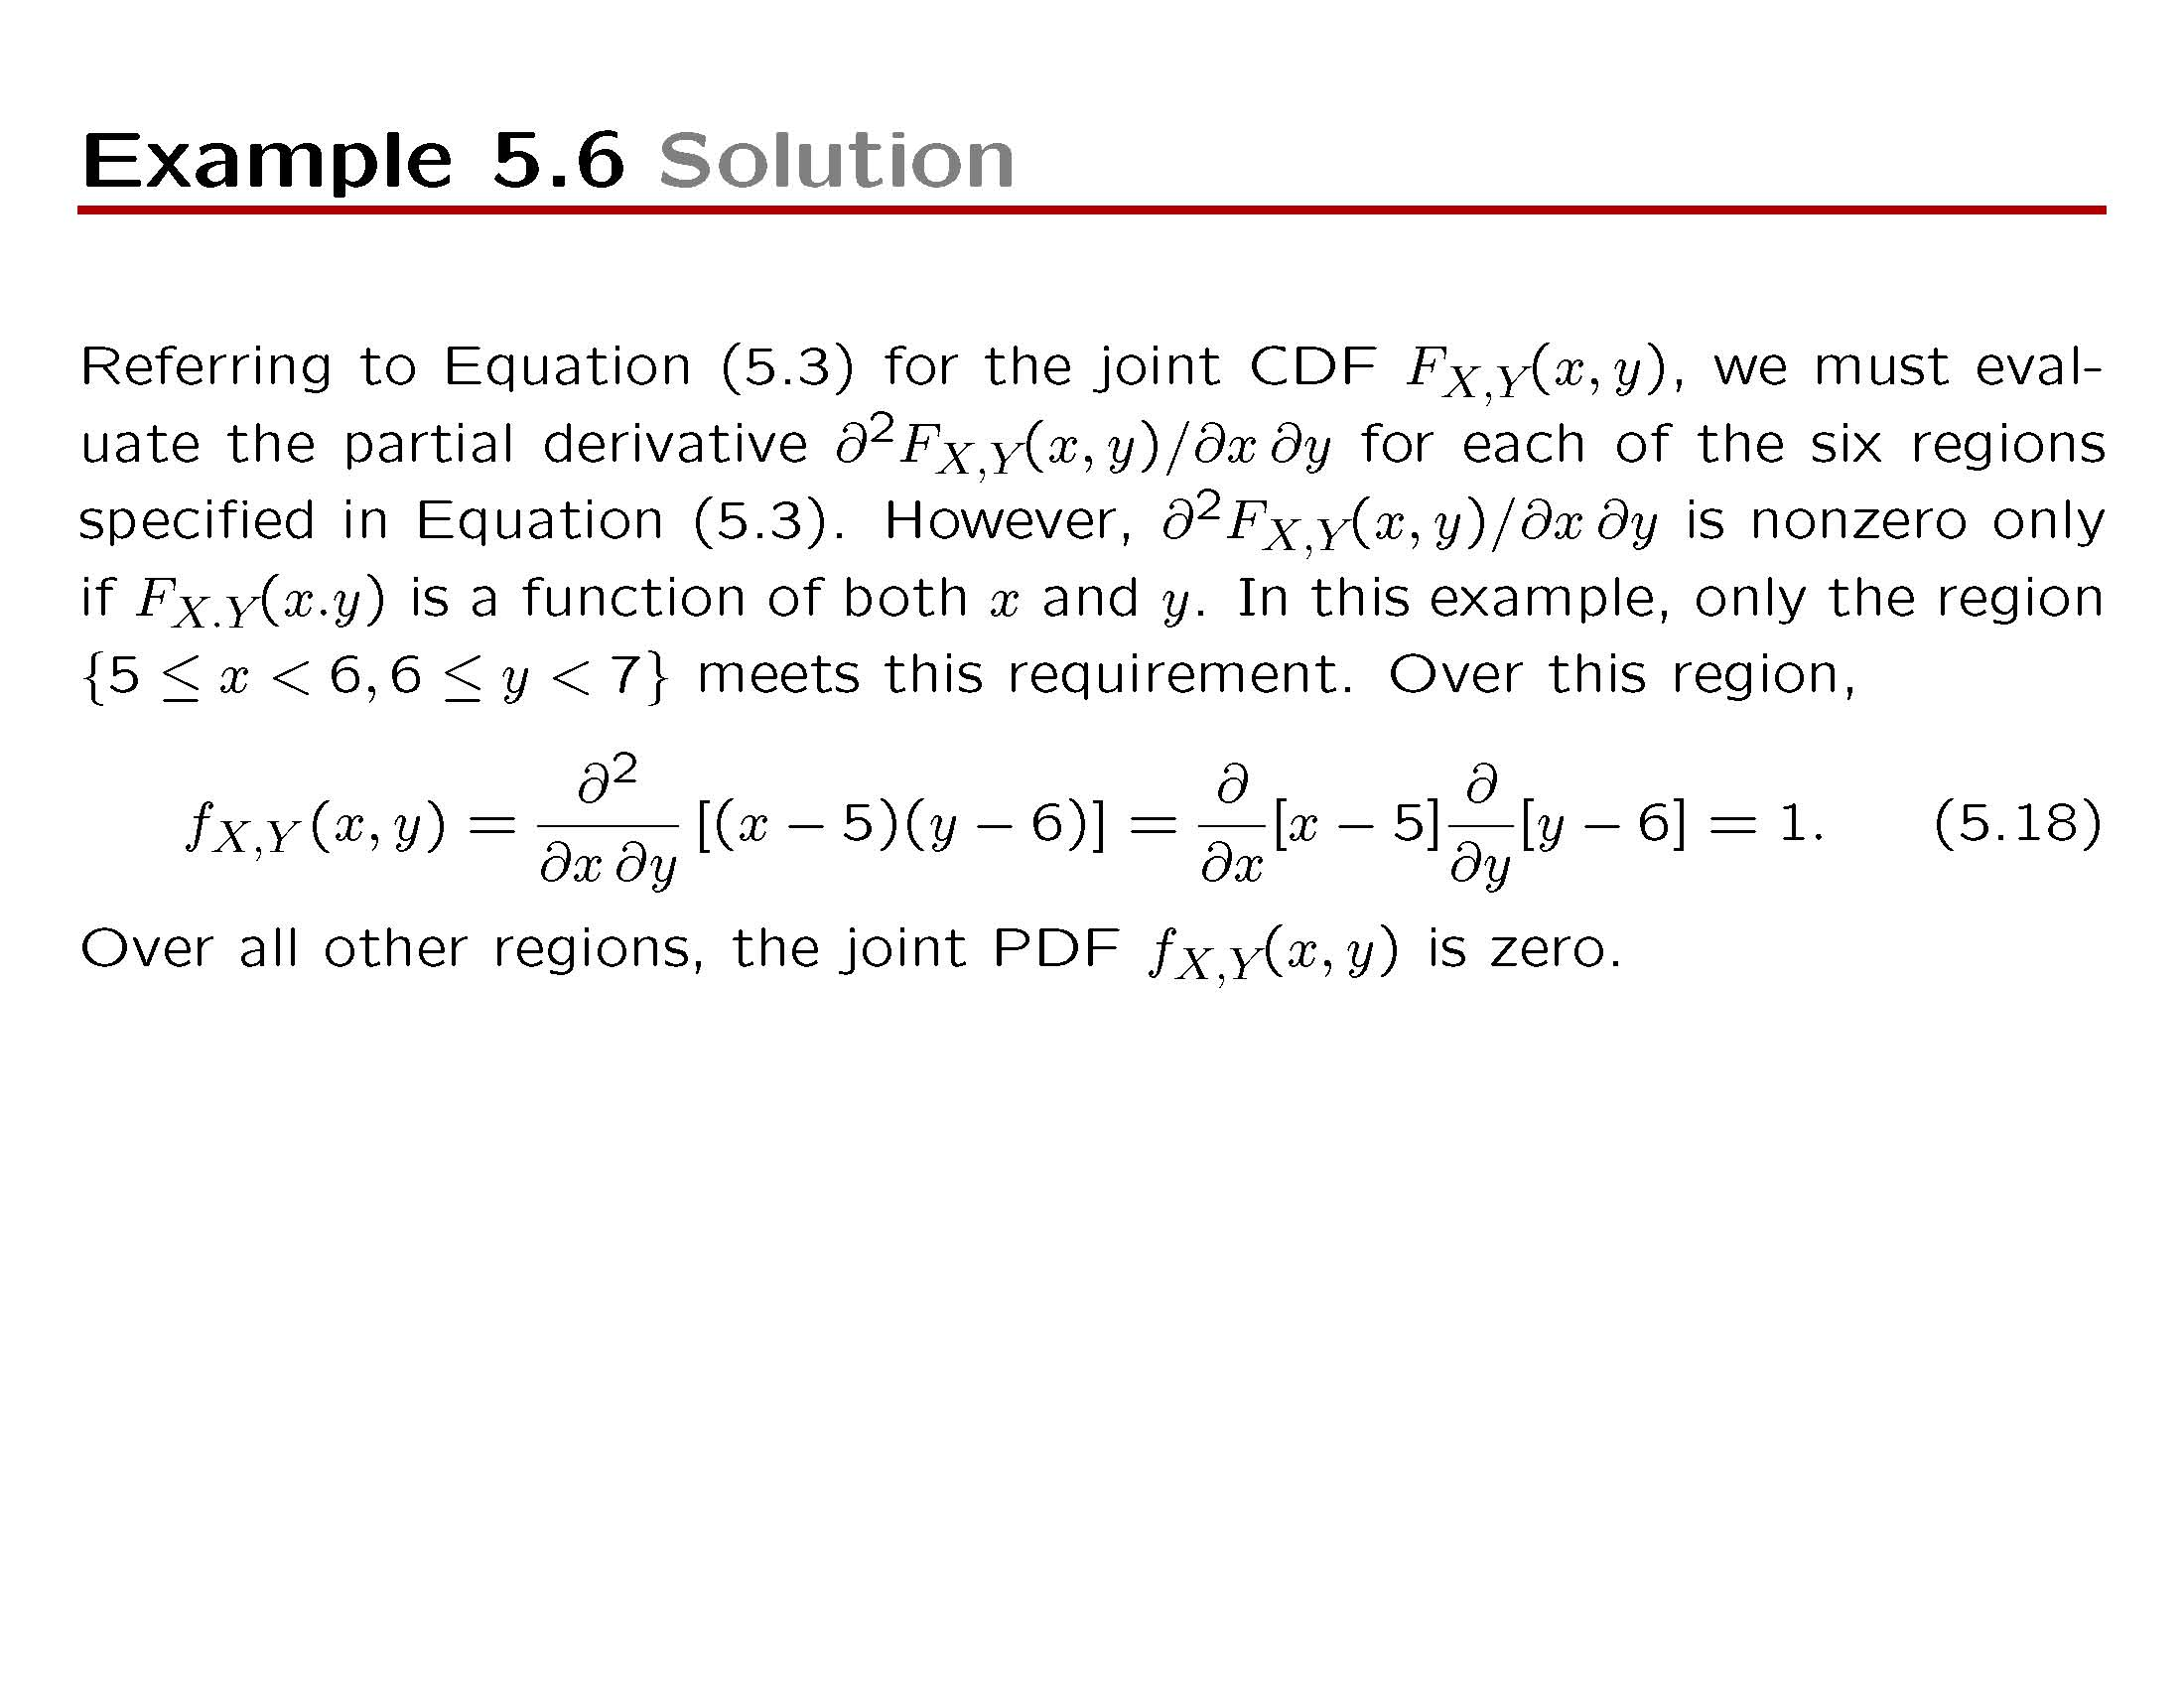 Example 5.6 Solution
Referring to Equation (5.3) for the joint CDF F_{X,Y}(x, y), we must eval-
uate the partial derivative ∂²F_{X,Y}(x, y)/∂x ∂y for each of the six regions
specified in Equation (5.3). However, ∂²F_{X,Y}(x, y)/∂x ∂y is nonzero only
if F_{X.Y}(x.y) is a function of both x and y. In this example, only the region
{5 ≤ x < 6, 6 ≤ y < 7} meets this requirement. Over this region,
f_{X,Y}(x, y) = ∂²/∂x ∂y [(x − 5)(y − 6)] = ∂/∂x [x − 5] ∂/∂y [y − 6] = 1. (5.18)
Over all other regions, the joint PDF f_{X,Y}(x, y) is zero.